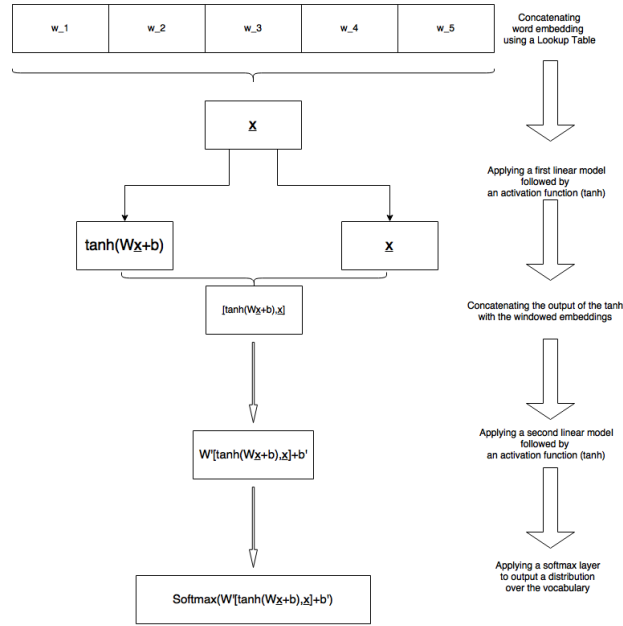 w_1 w_2 w_3 w_4 w_5
Concatenating
word embedding
using a Lookup Table
x
Applying a first linear model
followed by
an activation function (tanh)
tanh(Wx+b)
x
[tanh(Wx+b),x]
Concatenating the output of the tanh
with the windowed embeddings
W'[tanh(Wx+b),x]+b'
Applying a second linear model
followed by
an activation function (tanh)
Softmax(W'[tanh(Wx+b),x]+b')
Applying a softmax layer
to output a distribution
over the vocabulary